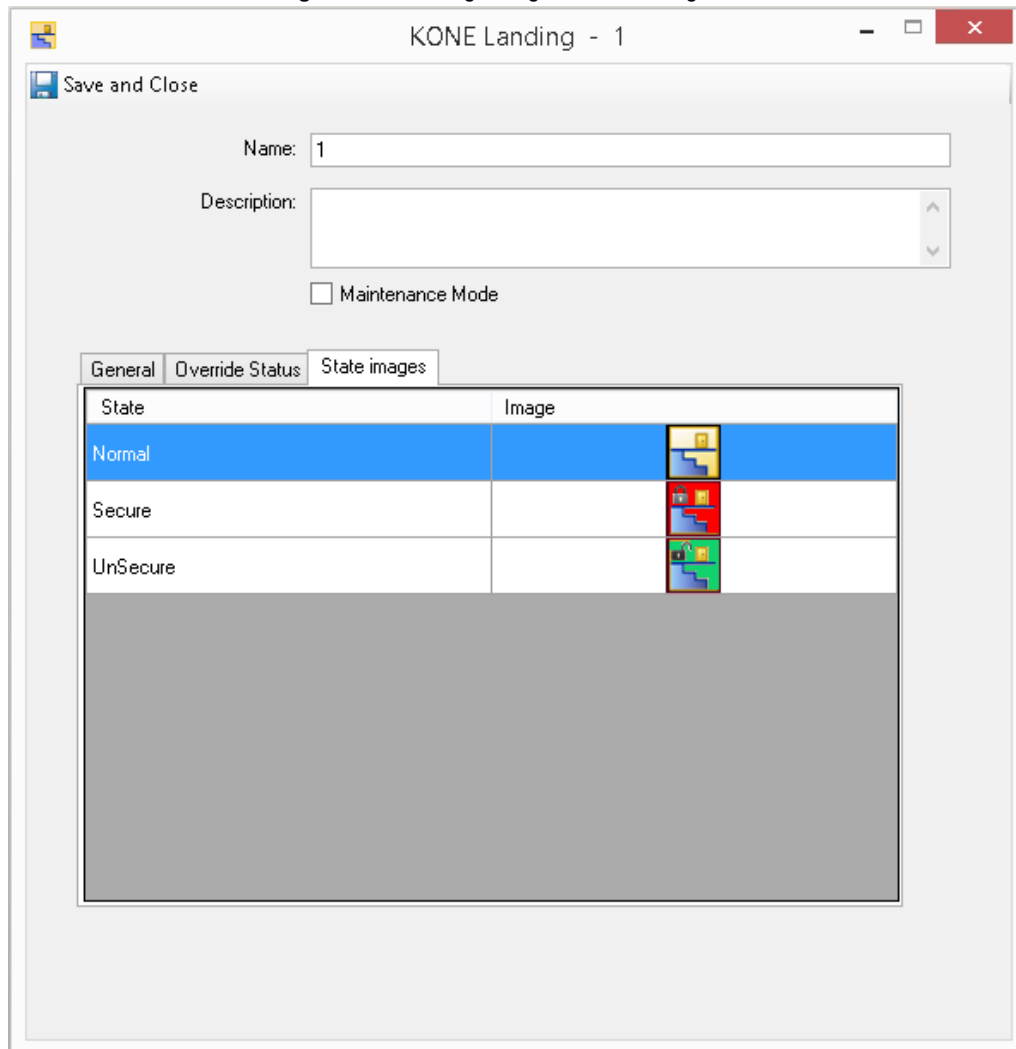 KONE Landing - 1
Save and Close
Name: 1
Description:
Maintenance Mode
General Override Status State images
State Image
Normal
Secure
UnSecure